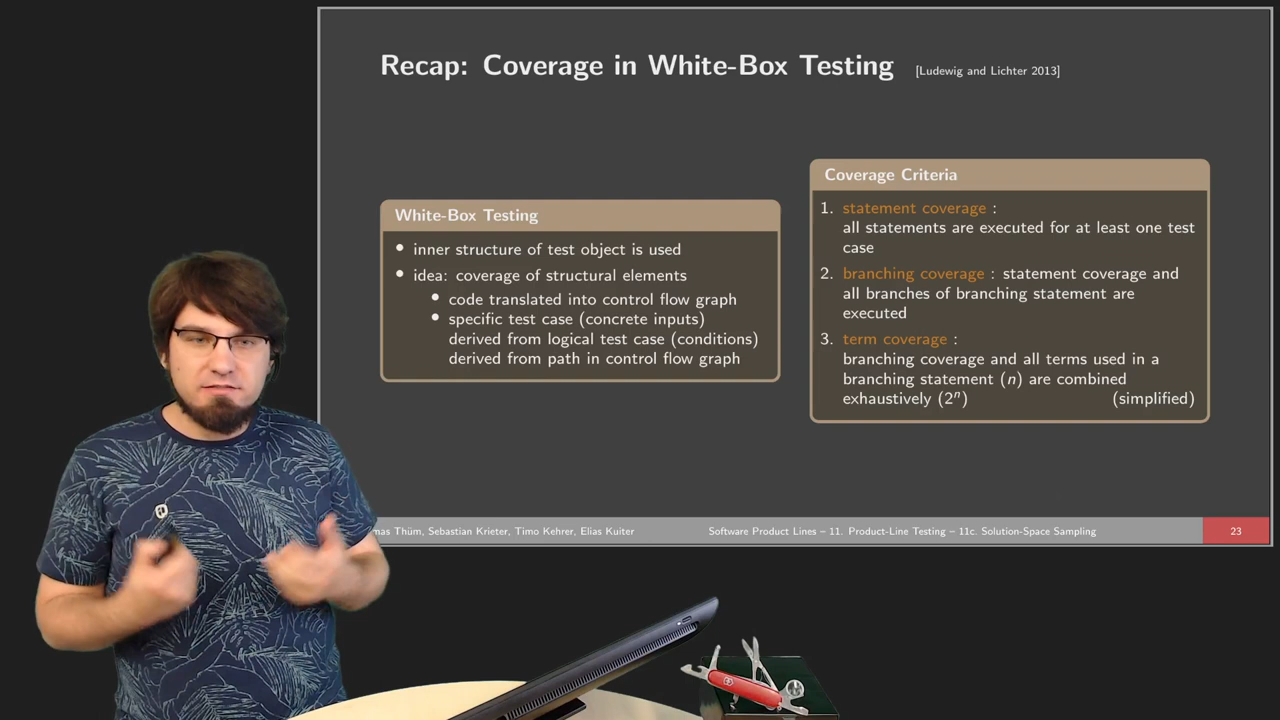 Recap: Coverage in White-Box Testing [Ludewig and Lichter 2013]
White-Box Testing
• inner structure of test object is used
• idea: coverage of structural elements
• code translated into control flow graph
• specific test case (concrete inputs)
derived from logical test case (conditions)
derived from path in control flow graph
Coverage Criteria
1. statement coverage :
all statements are executed for at least one test
case
2. branching coverage : statement coverage and
all branches of branching statement are
executed
3. term coverage :
branching coverage and all terms used in a
branching statement (n) are combined
exhaustively (2ⁿ) (simplified)
Thüm, Sebastian Krieter, Timo Kehrer, Elias Kuiter
Software Product Lines – 11. Product-Line Testing – 11c. Solution-Space Sampling
23